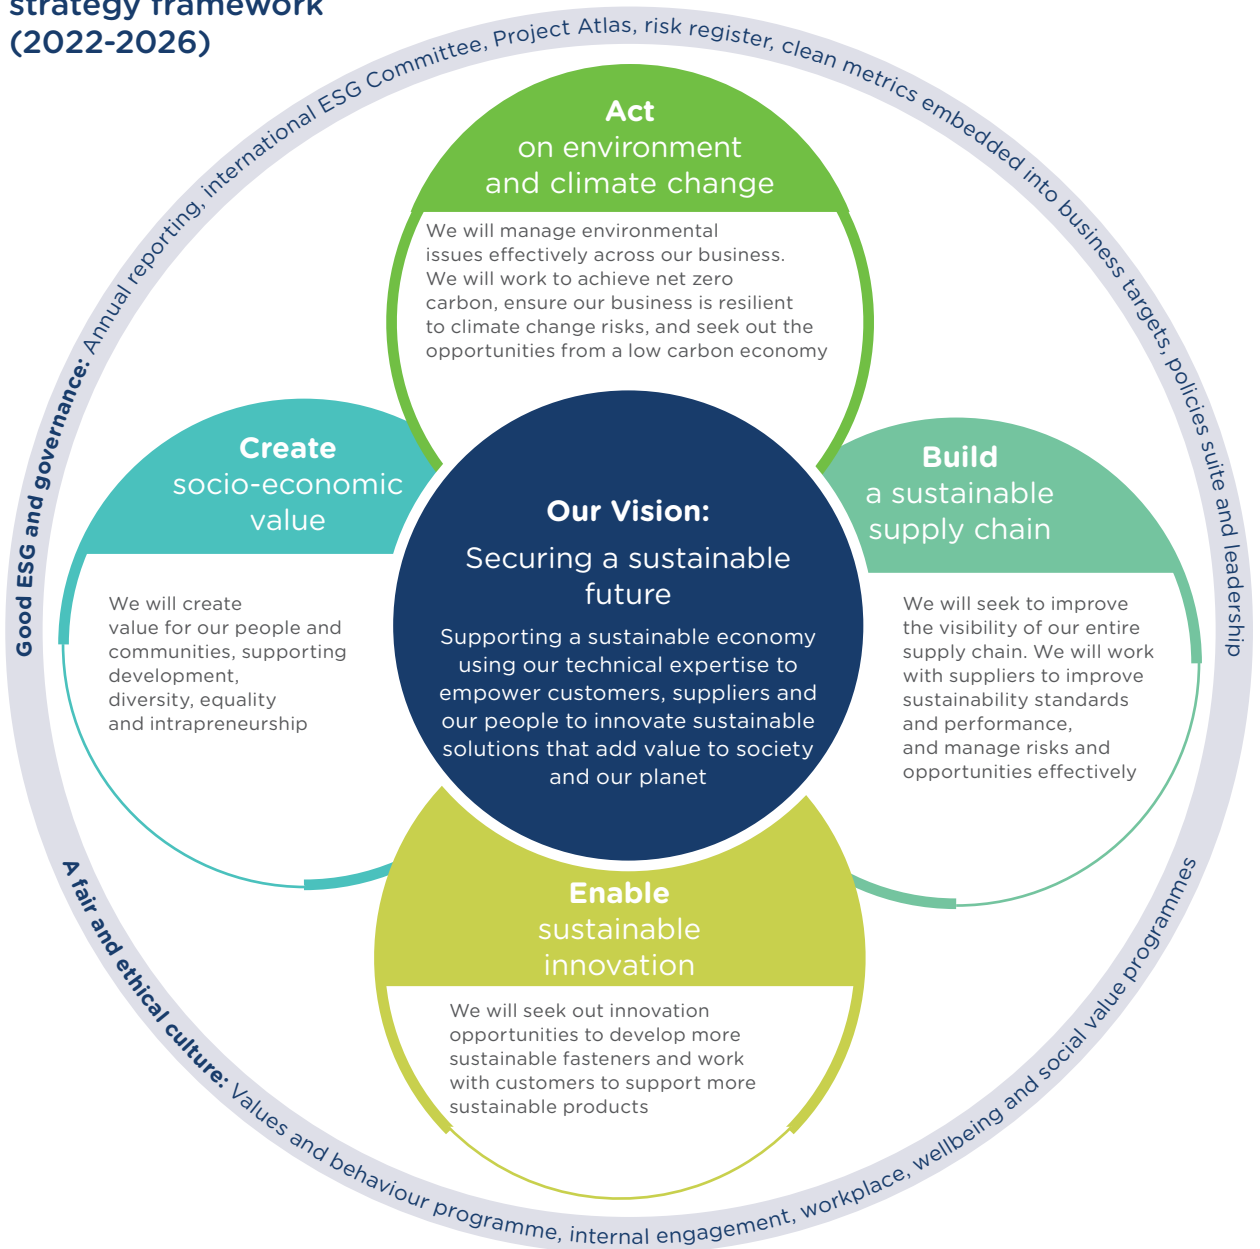 strategy framework
(2022-2026)
Good ESG and governance: Annual reporting, international ESG Committee, Project Atlas, risk register, clean metrics embedded into business targets, policies suite and leadership
Act
on environment
and climate change
We will manage environmental
issues effectively across our business.
We will work to achieve net zero
carbon, ensure our business is resilient
to climate change risks, and seek out the
opportunities from a low carbon economy
Create
socio-economic
value
We will create
value for our people and
communities, supporting
development,
diversity, equality
and intrapreneurship
Our Vision:
Securing a sustainable
future
Supporting a sustainable economy
using our technical expertise to
empower customers, suppliers and
our people to innovate sustainable
solutions that add value to society
and our planet
Build
a sustainable
supply chain
We will seek to improve
the visibility of our entire
supply chain. We will work
with suppliers to improve
sustainability standards
and performance,
and manage risks and
opportunities effectively
Enable
sustainable
innovation
We will seek out innovation
opportunities to develop more
sustainable fasteners and work
with customers to support more
sustainable products
A fair and ethical culture: Values and behaviour programme, internal engagement, workplace, wellbeing and social value programmes